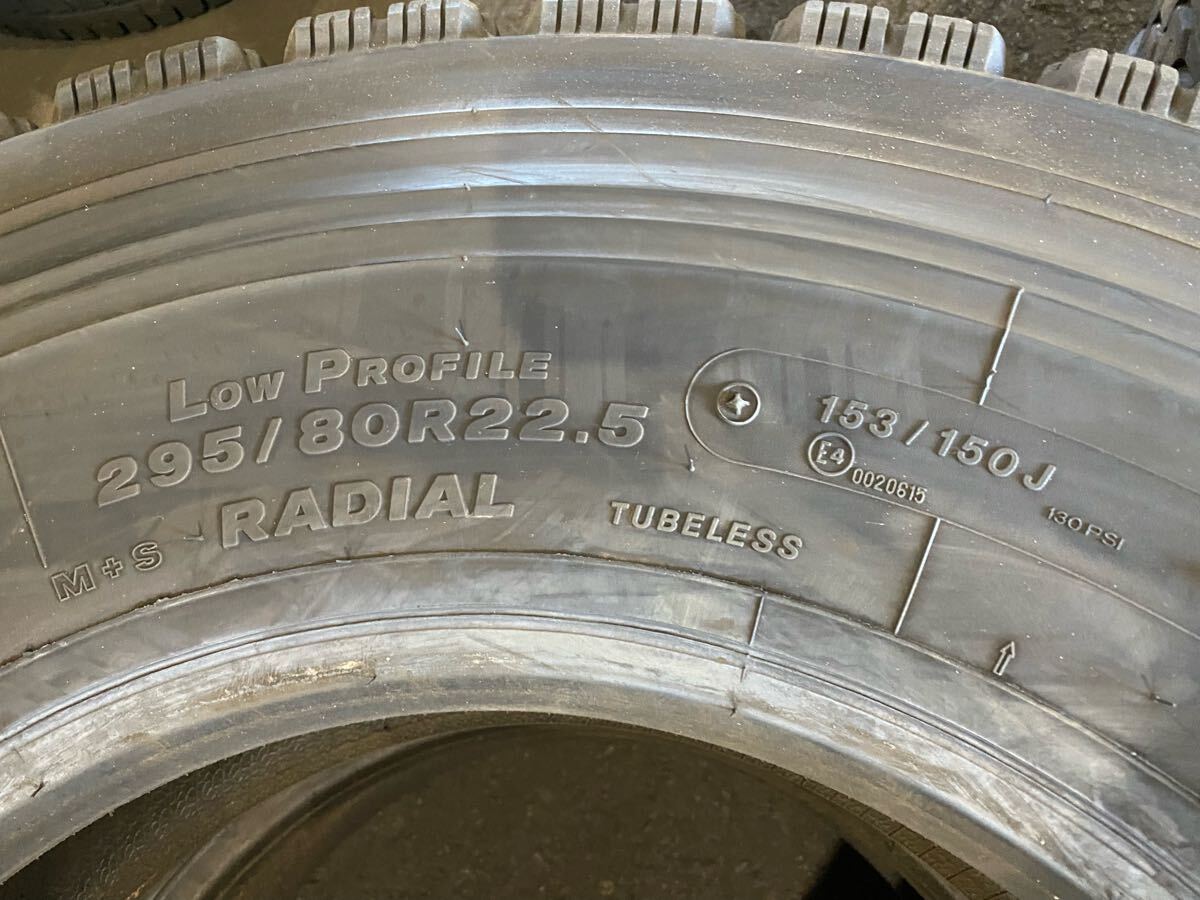 LOW PROFILE
295/80R22.5
RADIAL
M+S
TUBELESS
153/150J
E4
0020615
130 PSI